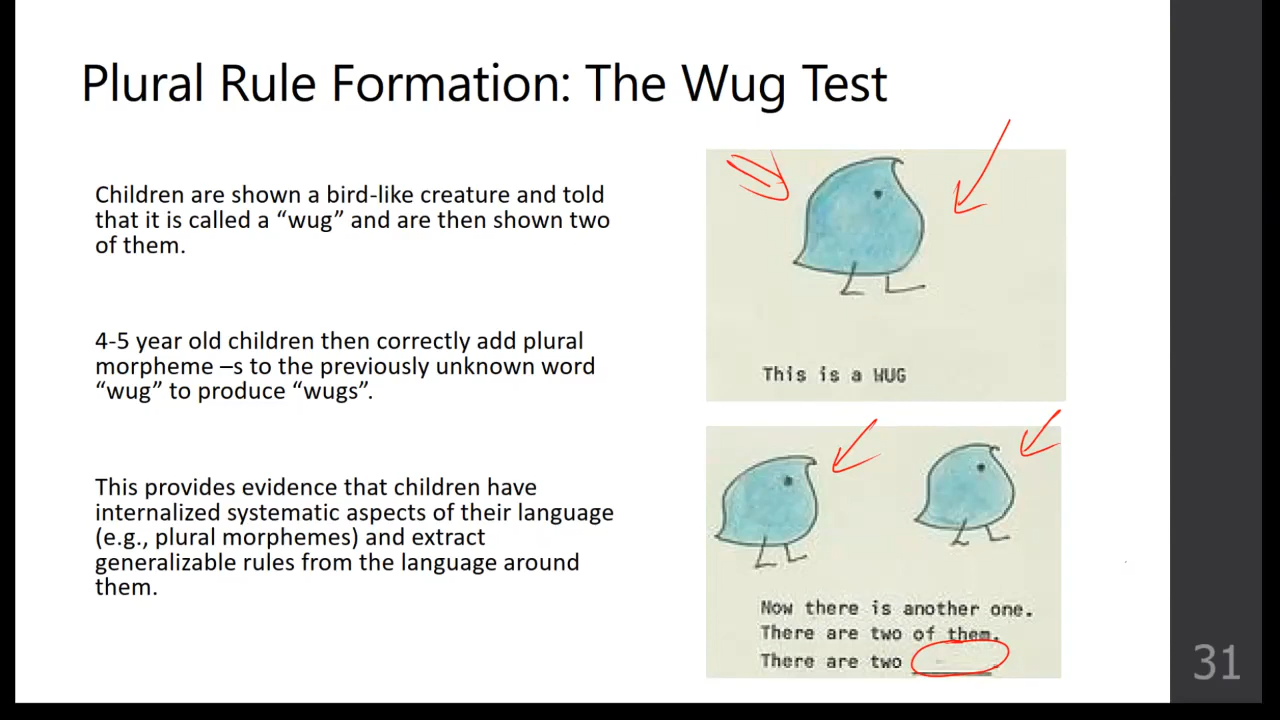 Plural Rule Formation: The Wug Test
Children are shown a bird-like creature and told
that it is called a “wug” and are then shown two
of them.
4-5 year old children then correctly add plural
morpheme –s to the previously unknown word
“wug” to produce “wugs”.
This provides evidence that children have
internalized systematic aspects of their language
(e.g., plural morphemes) and extract
generalizable rules from the language around
them.
This is a WUG
Now there is another one.
There are two of them.
There are two ______.
31